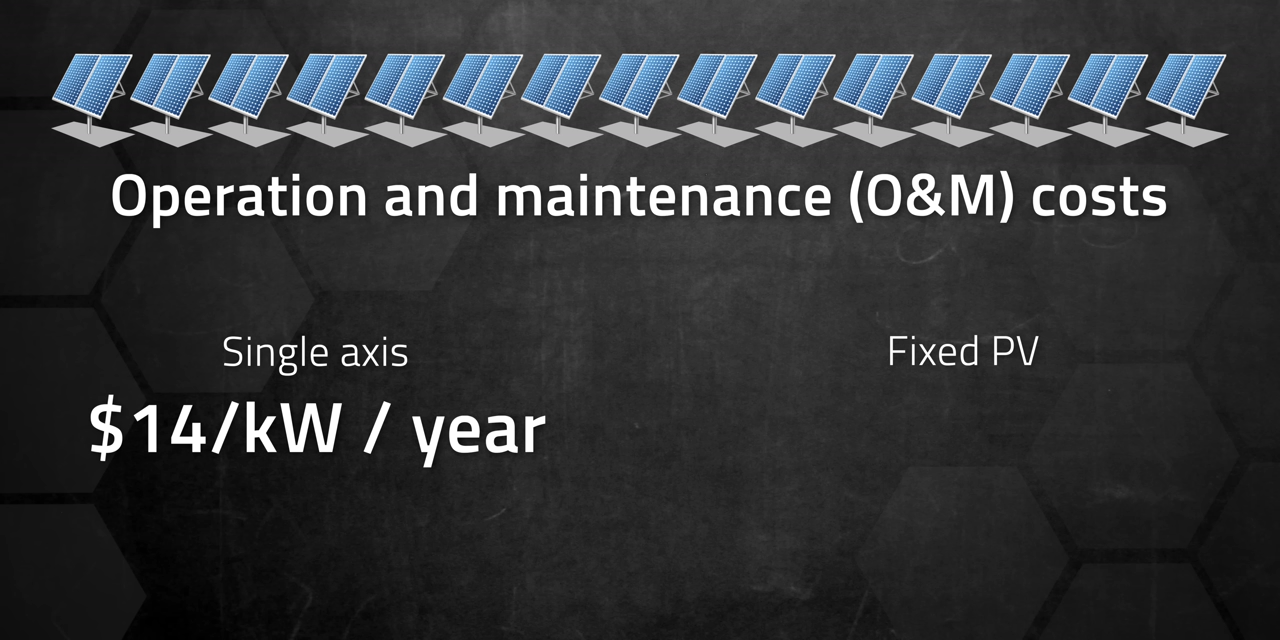 Operation and maintenance (O&M) costs
Single axis
Fixed PV
$14/kW / year